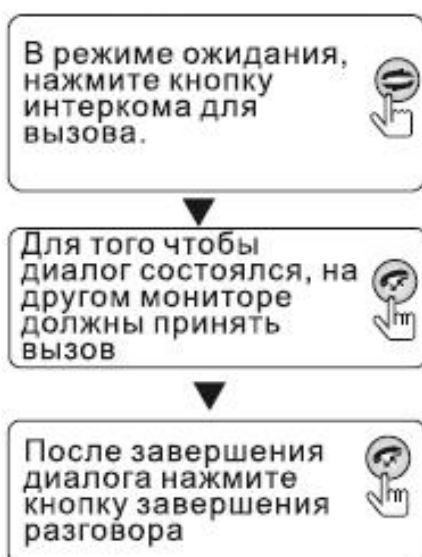 В режиме ожидания,
нажмите кнопку
интеркома для
вызова.
Для того чтобы
диалог состоялся, на
другом мониторе
должны принять
вызов
После завершения
диалога нажмите
кнопку завершения
разговора